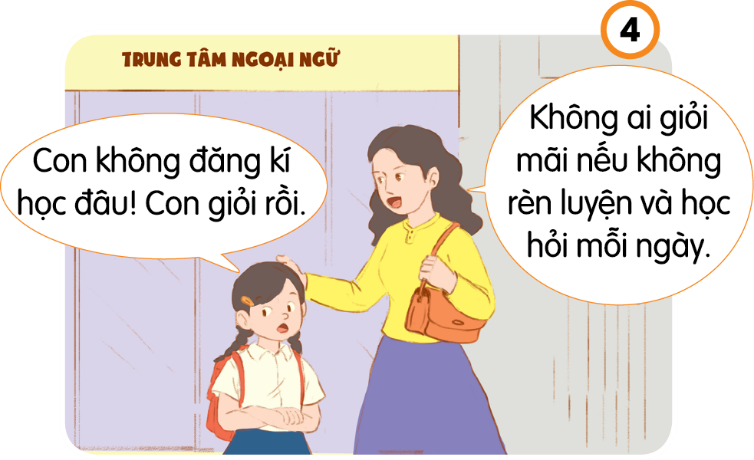 4
TRUNG TÂM NGOẠI NGỮ
Con không đăng kí
học đâu! Con giỏi rồi.
Không ai giỏi
mãi nếu không
rèn luyện và học
hỏi mỗi ngày.